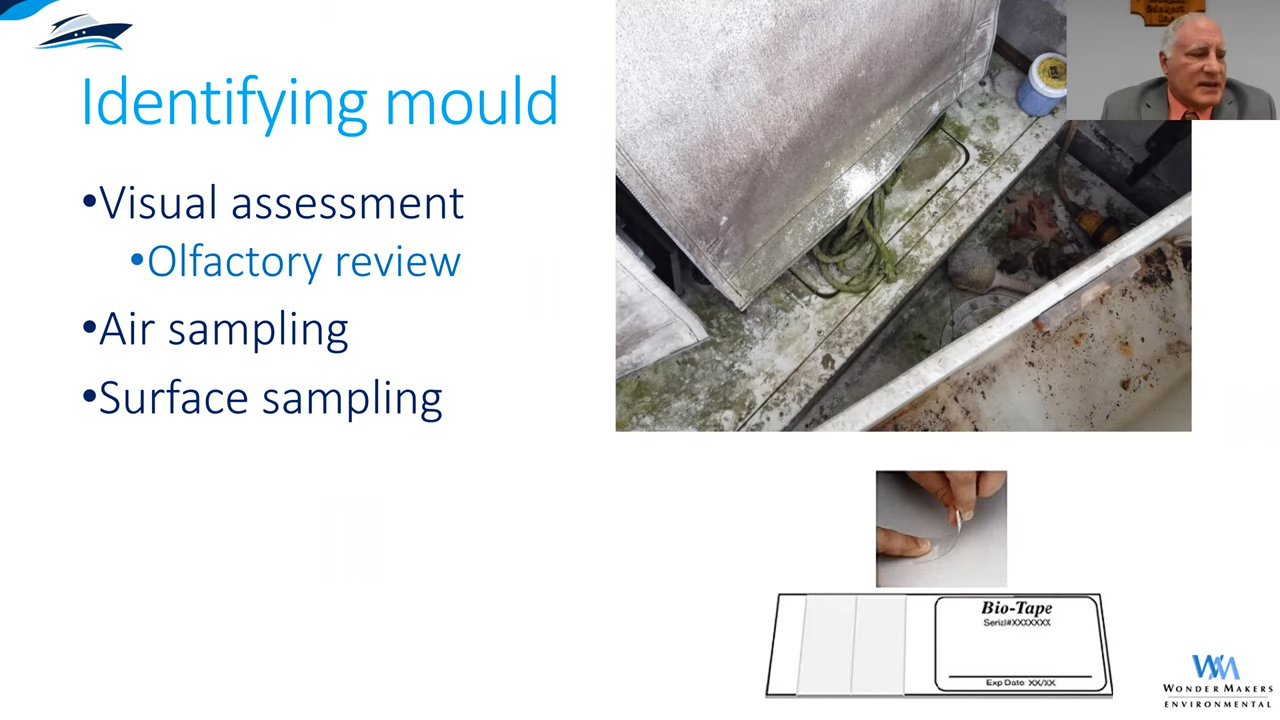 Identifying mould
•Visual assessment
•Olfactory review
•Air sampling
•Surface sampling
Bio-Tape
Serial#XXXXXXX
Exp Date XX/XX
WM
WONDER MAKERS
ENVIRONMENTAL